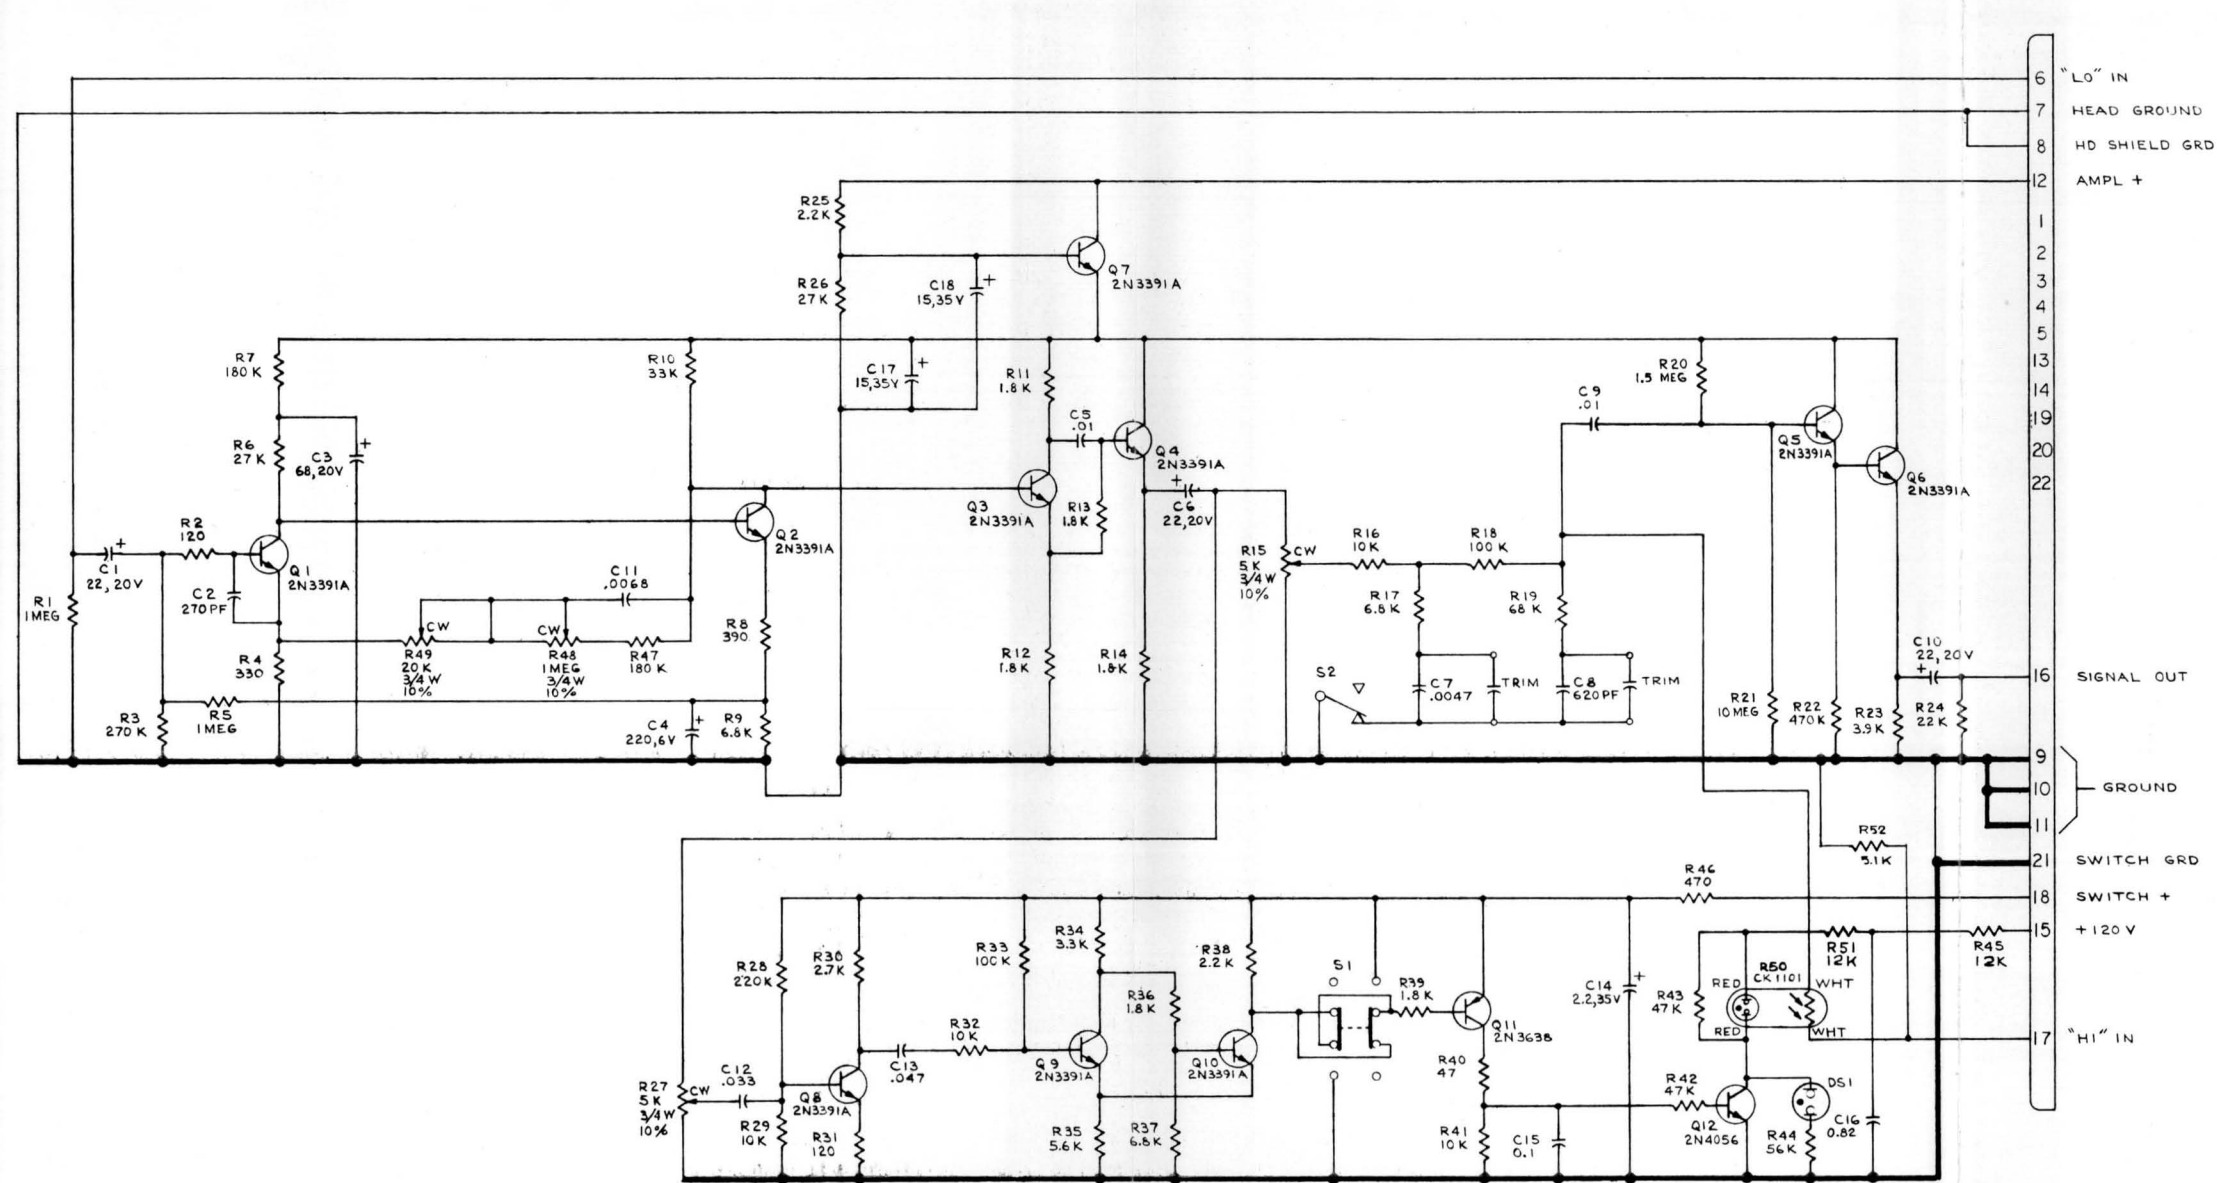 6 "LO" IN
7 HEAD GROUND
8 HD SHIELD GRD
12 AMPL +
1
2
3
4
5
13
14
19
20
22
R25
2.2K
R26
27K
C18
15,35V
Q7
2N3391A
R7
180K
R10
33K
C17
15,35V
R11
1.8K
R20
1.5 MEG
C9
.01
C5
.01
R6
27K
C3
68,20V
Q4
2N3391A
Q5
2N3391A
Q6
2N3391A
Q3
2N3391A
R13
1.8K
C6
22,20V
R2
120
C1
22,20V
Q1
2N3391A
Q2
2N3391A
R15
5K
3/4W
10%
CW
R16
10K
R18
100K
R1
1MEG
C2
270PF
C11
.0068
R17
6.8K
R19
68K
CW
R49
20K
3/4W
10%
CW
R48
1MEG
3/4W
10%
R47
180K
R8
390
R4
330
R12
1.8K
R14
1.8K
C10
22,20V
16 SIGNAL OUT
S2
C7
.0047
TRIM
C8
620PF
TRIM
R3
270K
R5
1MEG
C4
220,6V
R9
6.8K
R21
10MEG
R22
470K
R23
3.9K
R24
22K
9
10 GROUND
11
R52
5.1K
21 SWITCH GRD
R46
470
18 SWITCH +
15 +120V
R45
12K
R51
12K
R28
220K
R30
2.7K
R33
100K
R34
3.3K
R38
2.2K
S1
R39
1.8K
C14
2.2,35V
R43
47K
RED
R50
CK1101
WHT
RED
WHT
17 "HI" IN
R36
1.8K
R32
10K
Q11
2N3638
C13
.047
Q9
2N3391A
Q10
2N3391A
R40
47
R27
5K
3/4W
10%
CW
C12
.033
Q8
2N3391A
R42
47K
DS1
R29
10K
R31
120
R35
5.6K
R37
6.8K
R41
10K
C15
0.1
Q12
2N4056
R44
56K
C16
0.82